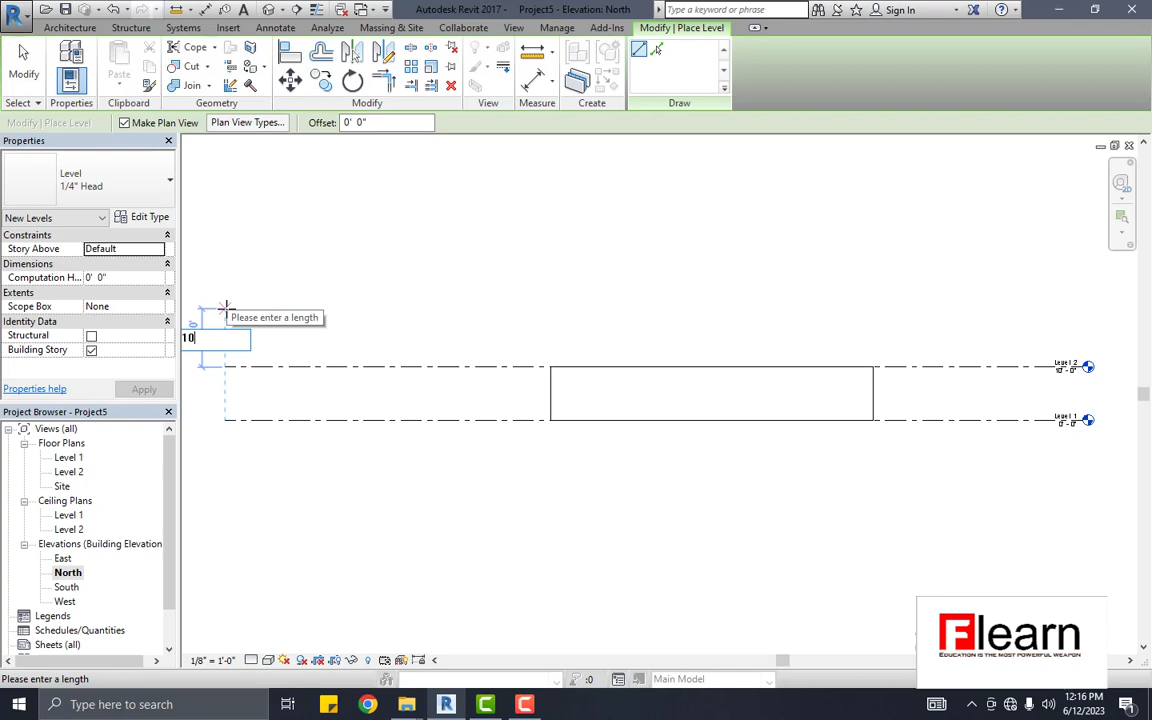 Autodesk Revit 2017 - Project5 - Elevation: North
Type a keyword or phrase
Sign In
Architecture Structure Systems Insert Annotate Analyze Massing & Site Collaborate View Manage Add-Ins Modify | Place Level
Modify
Paste
Cope
Cut
Join
Select Properties Clipboard Geometry Modify View Measure Create Draw
Modify | Place Level Make Plan View Plan View Types... Offset: 0' 0"
Properties
Level
1/4" Head
New Levels Edit Type
Constraints
Story Above Default
Dimensions
Computation H... 0' 0"
Extents
Scope Box None
Identity Data
Structural
Building Story
Properties help Apply
Please enter a length
10
Level 2
10' - 0"
Level 1
0' - 0"
Project Browser - Project5
Views (all)
Floor Plans
Level 1
Level 2
Site
Ceiling Plans
Level 1
Level 2
Elevations (Building Elevation
East
North
South
West
Legends
Schedules/Quantities
Sheets (all)
1/8" = 1'-0"
Please enter a length
:0
Main Model
Flearn
EDUCATION IS THE MOST POWERFUL WEAPON
Type here to search
12:16 PM
6/12/2023